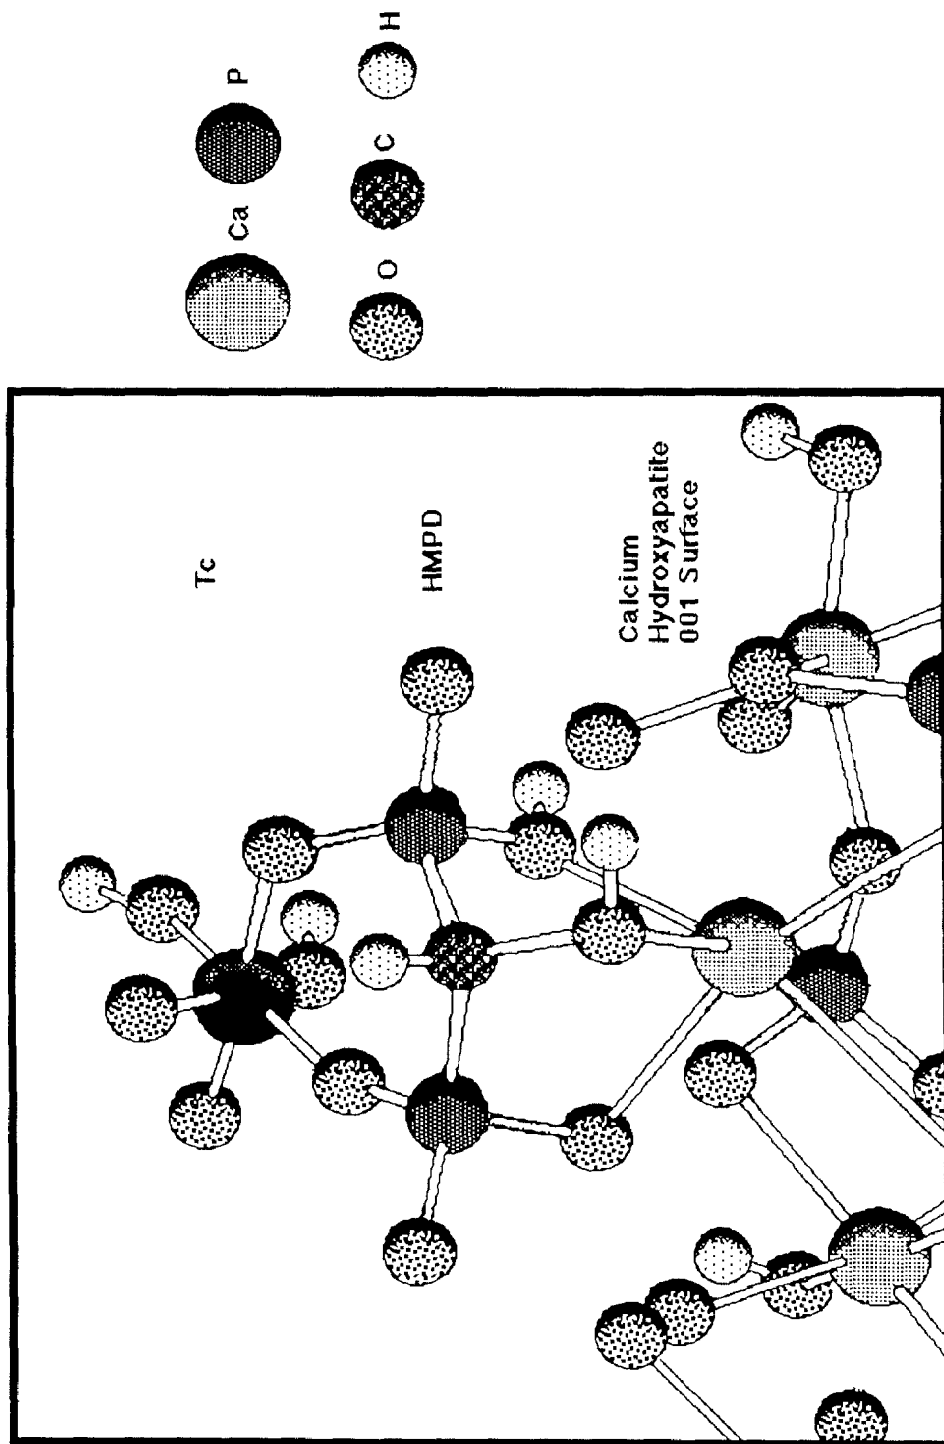 Ca P
O C H
Tc
HMPD
Calcium
Hydroxyapatite
001 Surface